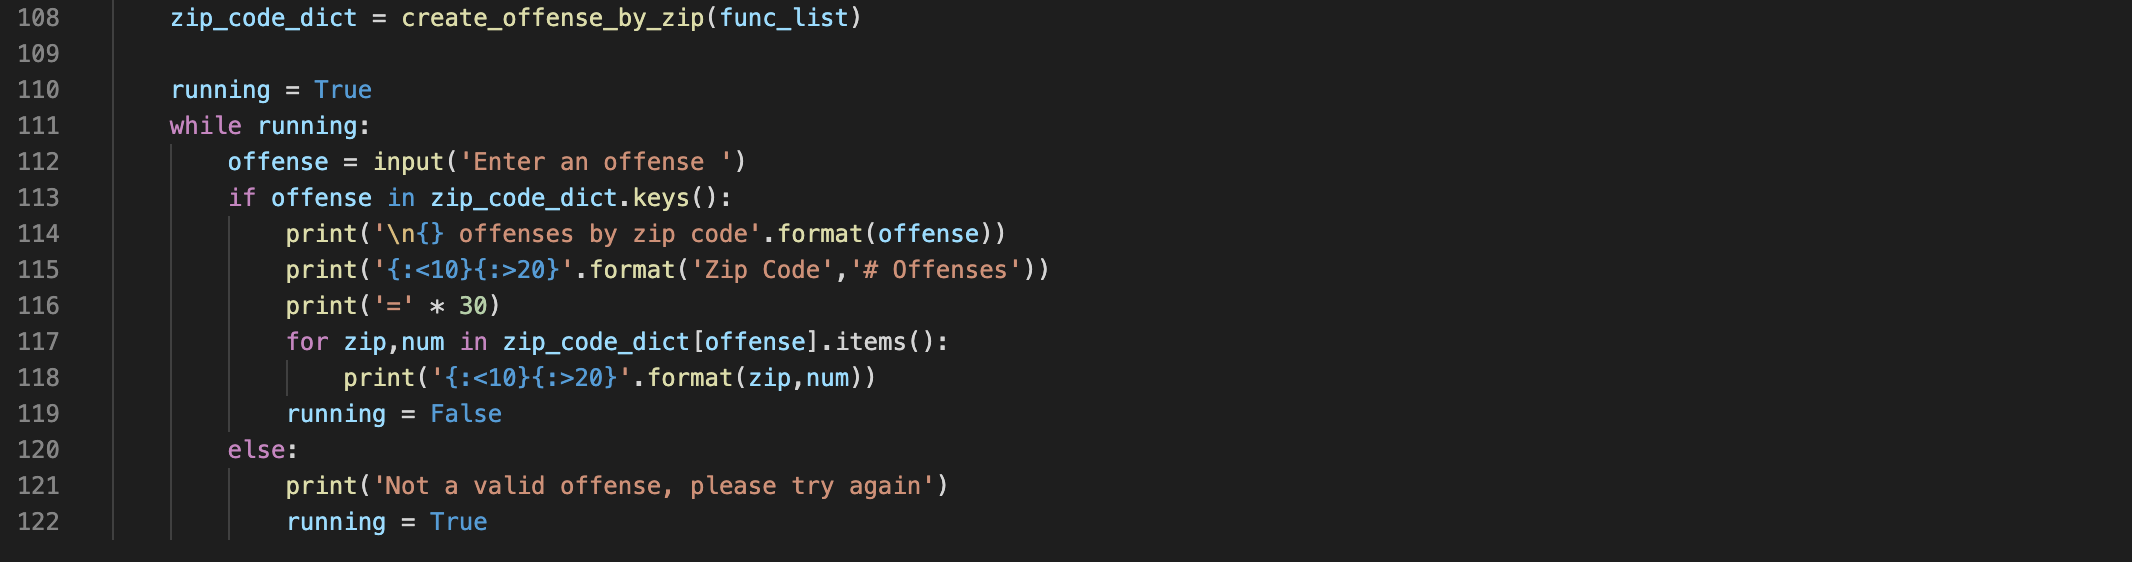 108 zip_code_dict = create_offense_by_zip(func_list)
109
110 running = True
111 while running:
112 offense = input('Enter an offense ')
113 if offense in zip_code_dict.keys():
114 print('\n{} offenses by zip code'.format(offense))
115 print('{:<10}{:>20}'.format('Zip Code','# Offenses'))
116 print('=' * 30)
117 for zip,num in zip_code_dict[offense].items():
118 print('{:<10}{:>20}'.format(zip,num))
119 running = False
120 else:
121 print('Not a valid offense, please try again')
122 running = True